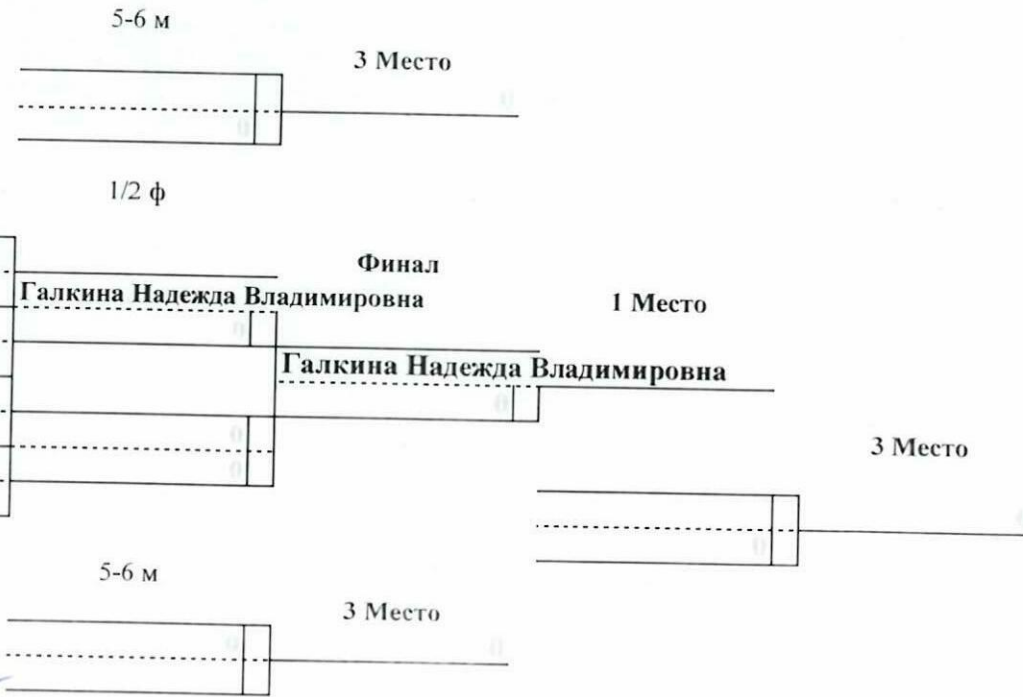 5-6 м
3 Место
1/2 ф
Финал
Галкина Надежда Владимировна
1 Место
Галкина Надежда Владимировна
3 Место
5-6 м
3 Место